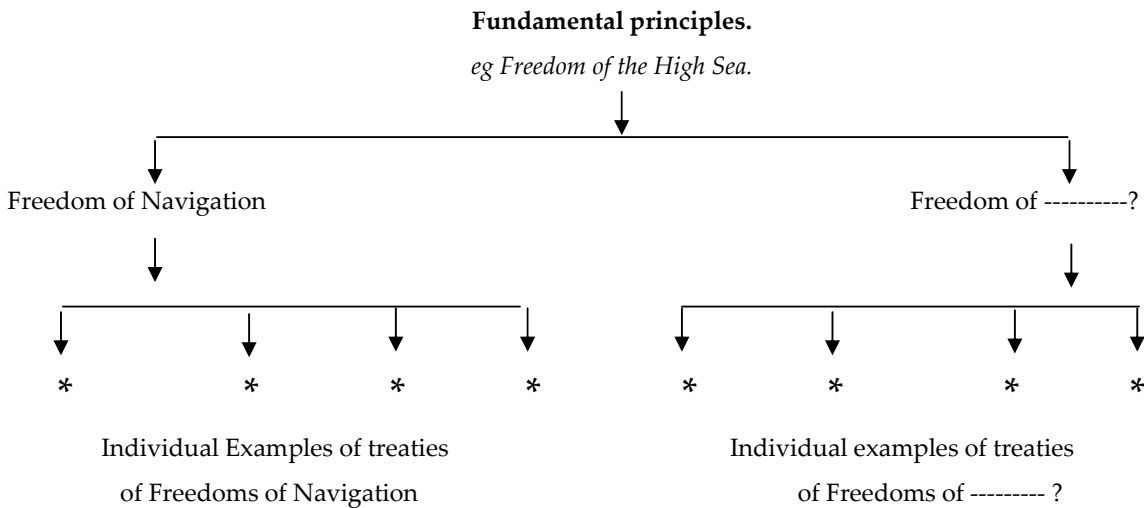 Fundamental principles.
eg Freedom of the High Sea.
Freedom of Navigation
Freedom of ----------?
* * * *
* * * *
Individual Examples of treaties
of Freedoms of Navigation
Individual examples of treaties
of Freedoms of --------- ?